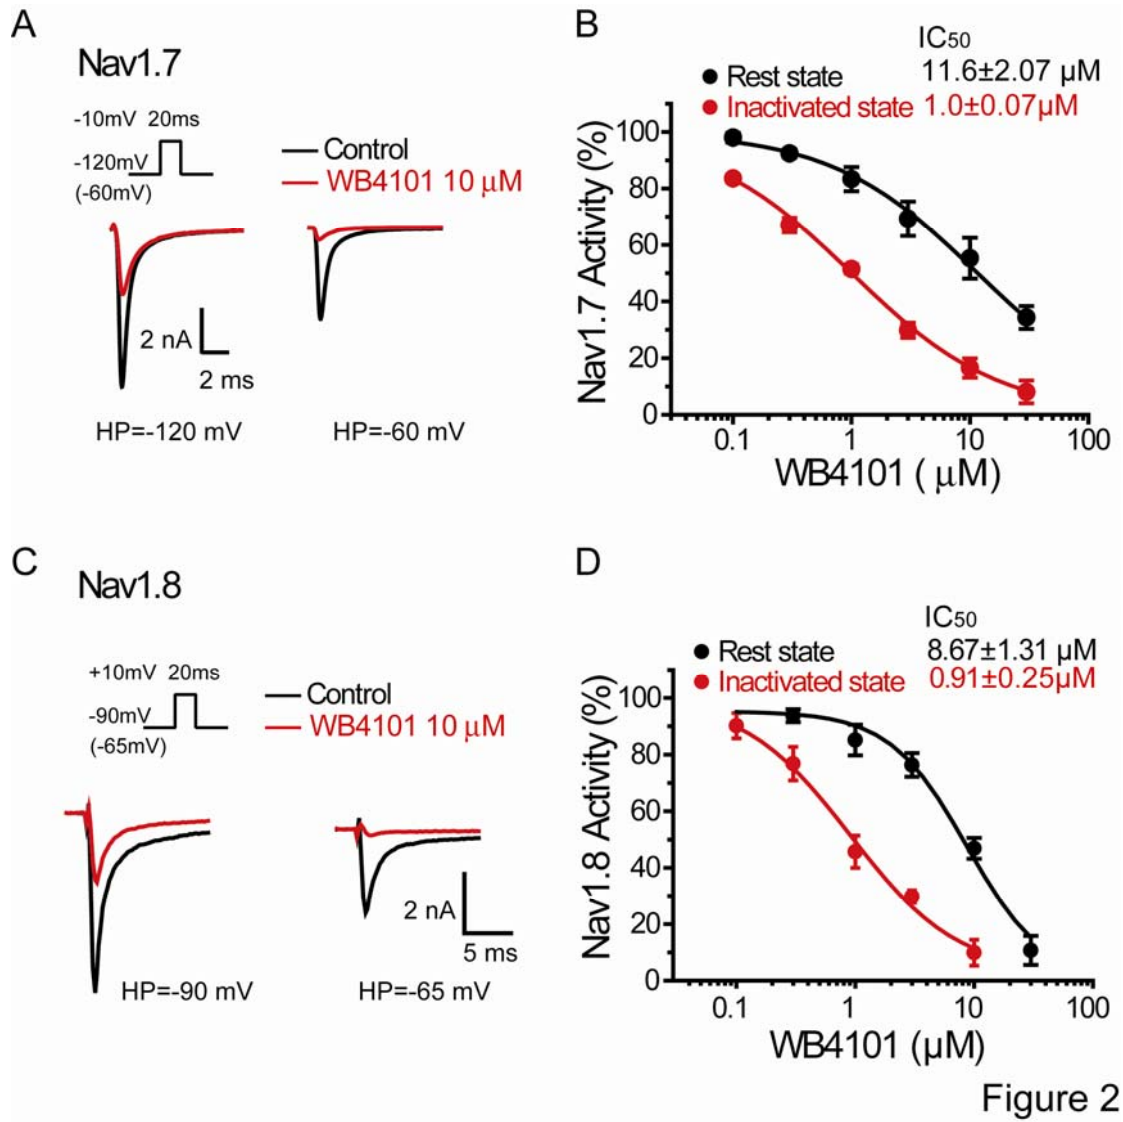 A
Nav1.7
-10mV 20ms
-120mV
(-60mV)
Control
WB4101 10 μM
2 nA
2 ms
HP=-120 mV
HP=-60 mV
B
IC50
Rest state 11.6±2.07 μM
Inactivated state 1.0±0.07μM
Nav1.7 Activity (%)
100
80
60
40
20
0
0.1 1 10 100
WB4101 ( μM)
C
Nav1.8
+10mV 20ms
-90mV
(-65mV)
Control
WB4101 10 μM
2 nA
5 ms
HP=-90 mV
HP=-65 mV
D
IC50
Rest state 8.67±1.31 μM
Inactivated state 0.91±0.25μM
Nav1.8 Activity (%)
100
80
60
40
20
0
0.1 1 10 100
WB4101 (μM)
Figure 2